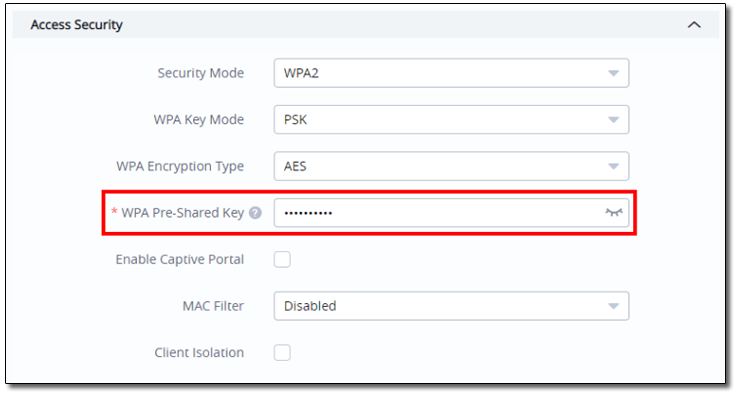 Access Security
Security Mode WPA2
WPA Key Mode PSK
WPA Encryption Type AES
* WPA Pre-Shared Key ? ••••••••••
Enable Captive Portal
MAC Filter Disabled
Client Isolation